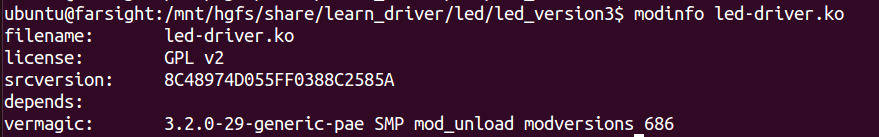 ubuntu@farsight:/mnt/hgfs/share/learn_driver/led/led_version3$ modinfo led-driver.ko
filename:       led-driver.ko
license:        GPL v2
srcversion:     8C48974D055FF0388C2585A
depends:
vermagic:       3.2.0-29-generic-pae SMP mod_unload modversions 686